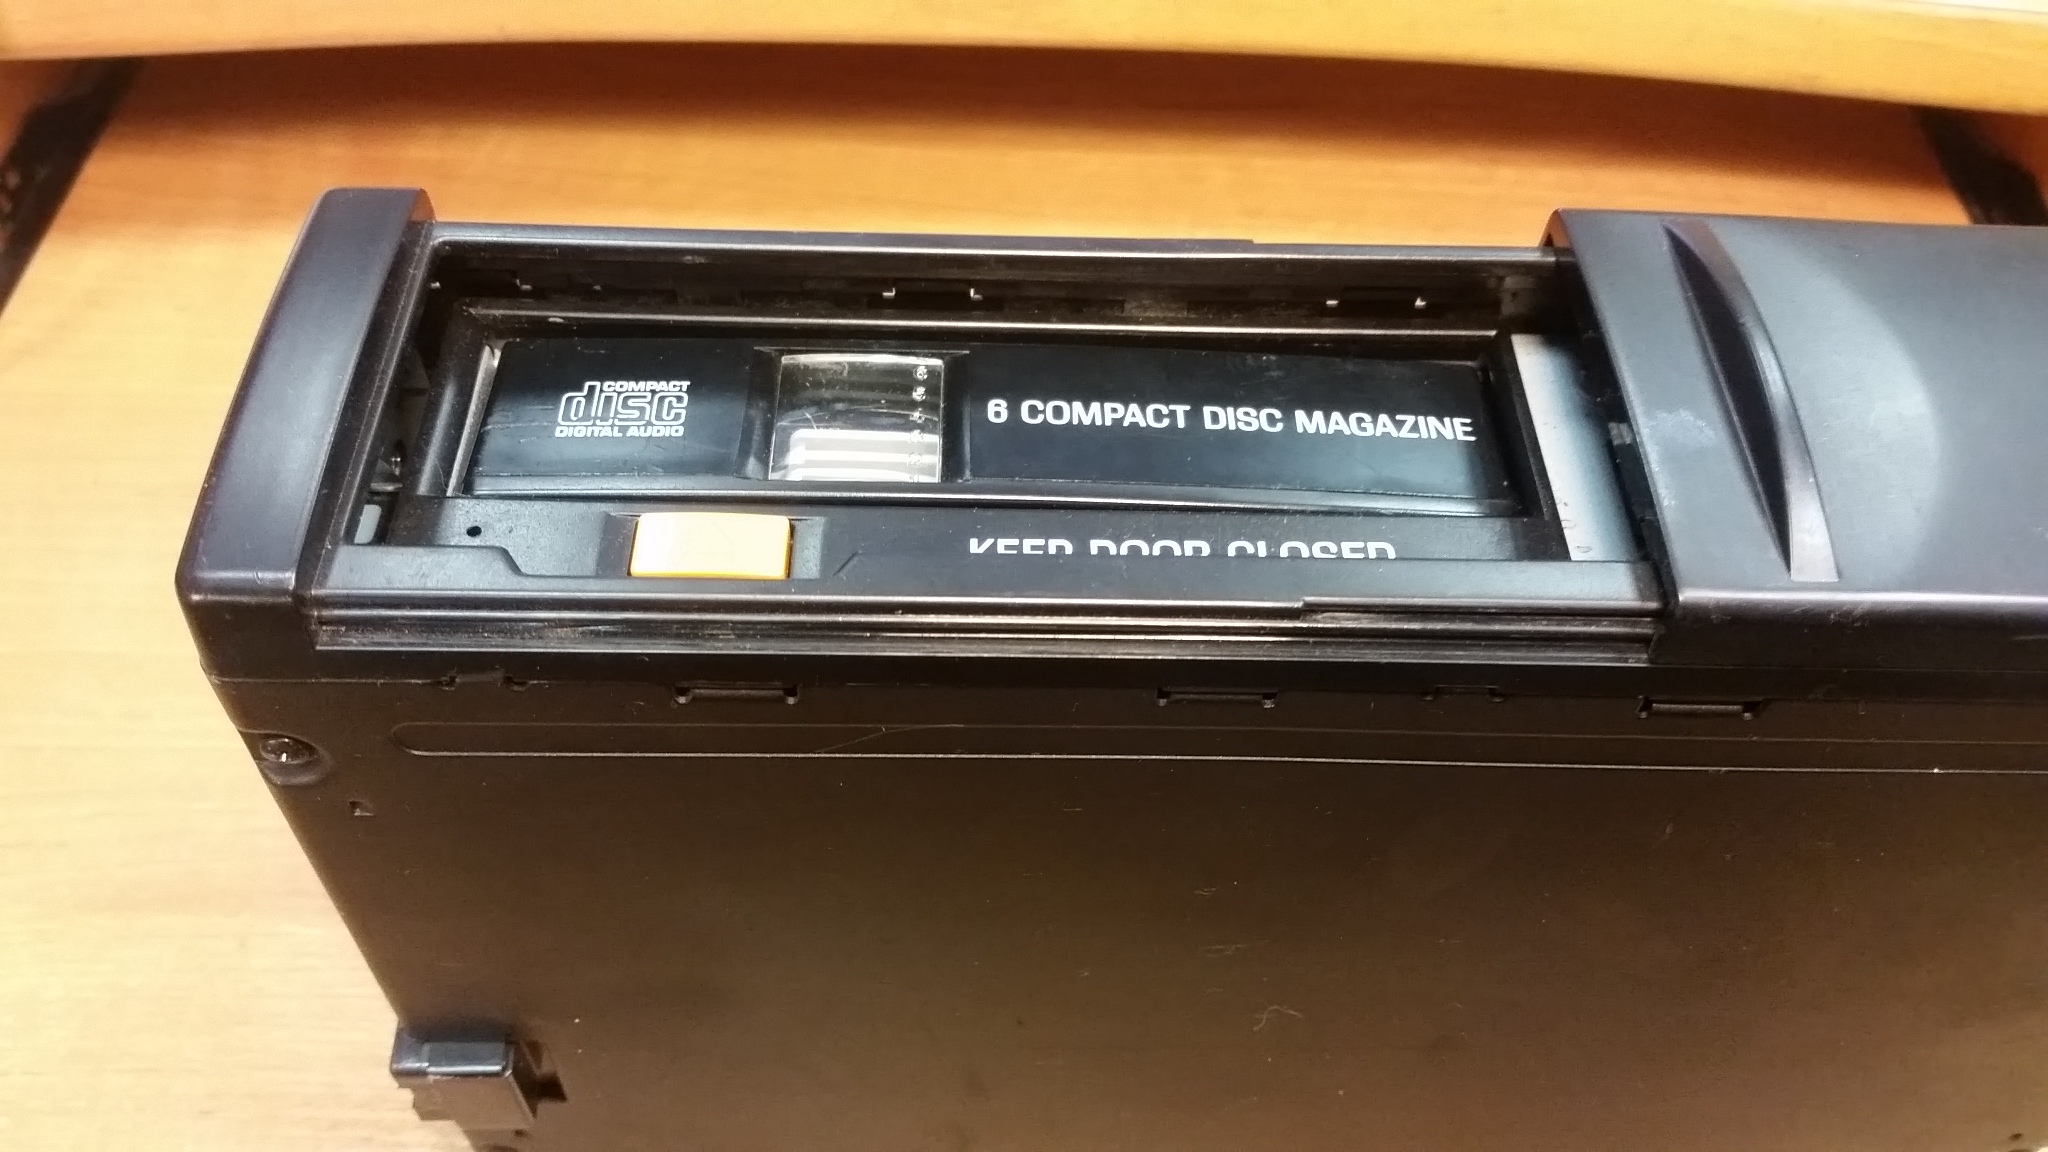 COMPACT
disc
DIGITAL AUDIO
6 COMPACT DISC MAGAZINE
KEEP DOOR CLOSED